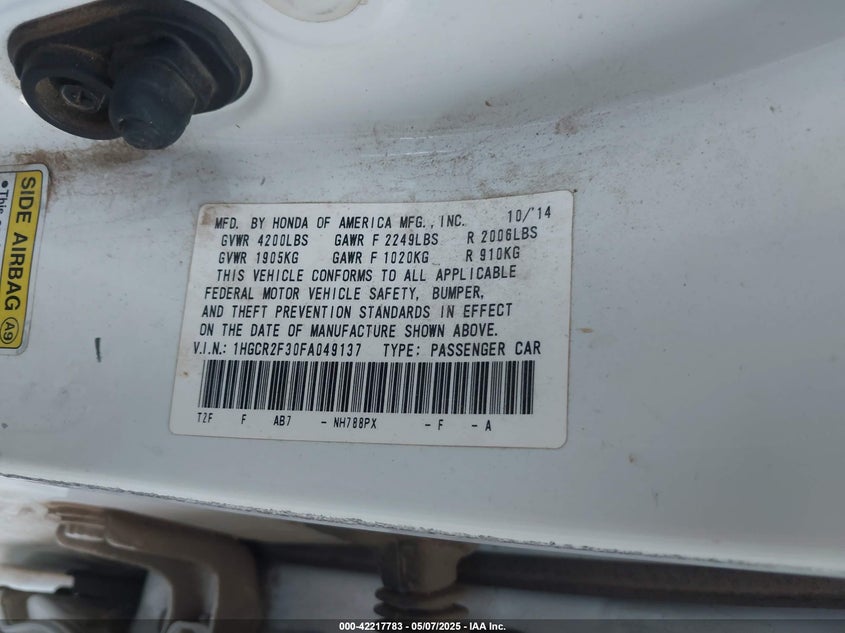 SIDE AIRBAG A9
MFD. BY HONDA OF AMERICA MFG., INC. 10/'14
GVWR 4200LBS GAWR F 2249LBS R 2006LBS
GVWR 1905KG GAWR F 1020KG R 910KG
THIS VEHICLE CONFORMS TO ALL APPLICABLE
FEDERAL MOTOR VEHICLE SAFETY, BUMPER,
AND THEFT PREVENTION STANDARDS IN EFFECT
ON THE DATE OF MANUFACTURE SHOWN ABOVE.
V.I.N.: 1HGCR2F30FA049137 TYPE: PASSENGER CAR
T2F F AB7 - NH788PX - F - A
000-42217783 - 05/07/2025 - IAA Inc.